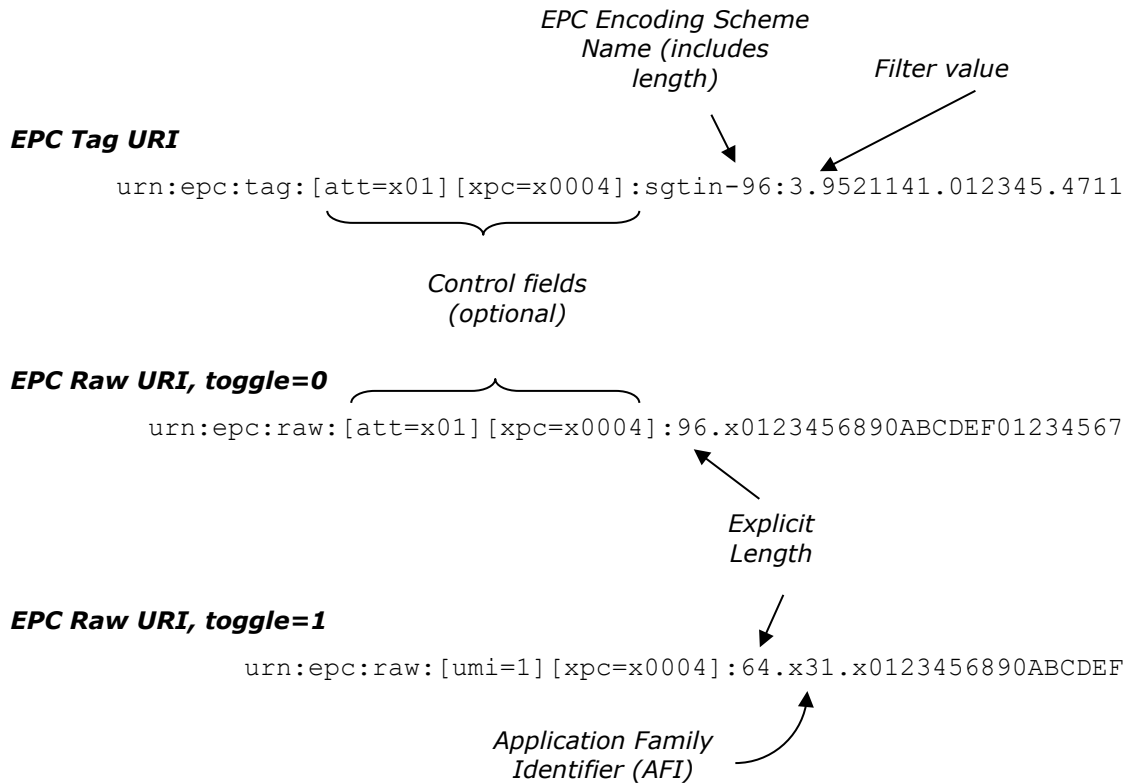 EPC Encoding Scheme
Name (includes
length)
Filter value
EPC Tag URI
urn:epc:tag:[att=x01][xpc=x0004]:sgtin-96:3.9521141.012345.4711
Control fields
(optional)
EPC Raw URI, toggle=0
urn:epc:raw:[att=x01][xpc=x0004]:96.x0123456890ABCDEF01234567
Explicit
Length
EPC Raw URI, toggle=1
urn:epc:raw:[umi=1][xpc=x0004]:64.x31.x0123456890ABCDEF
Application Family
Identifier (AFI)